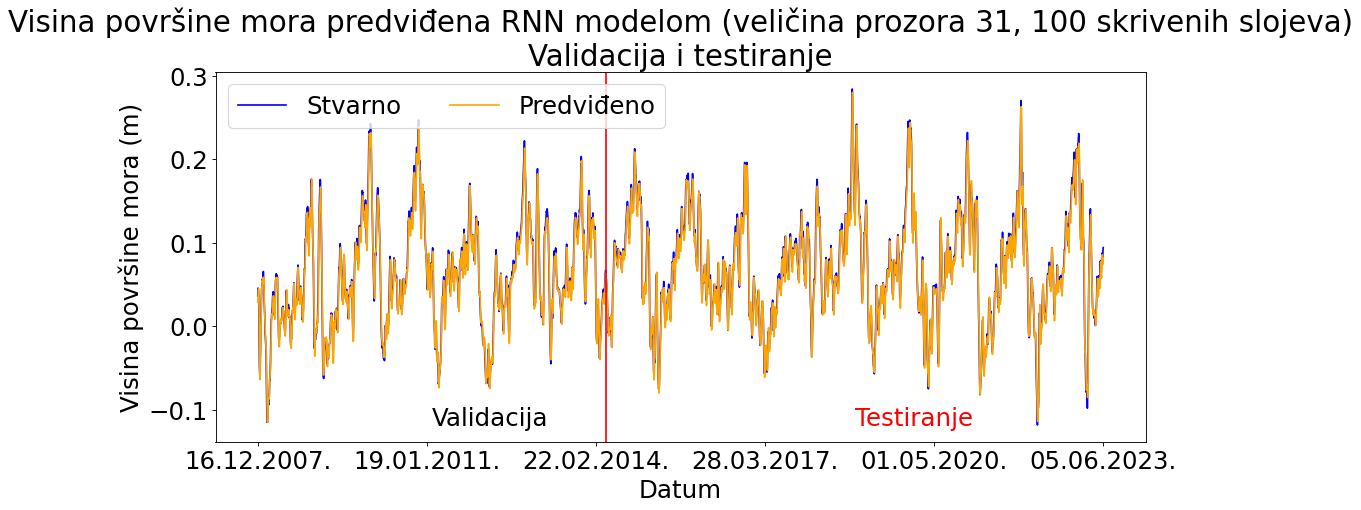 Visina površine mora predviđena RNN modelom (veličina prozora 31, 100 skrivenih slojeva)
Validacija i testiranje
Stvarno
Predviđeno
Visina površine mora (m)
0.3
0.2
0.1
0.0
−0.1
Validacija
Testiranje
16.12.2007.
19.01.2011.
22.02.2014.
28.03.2017.
01.05.2020.
05.06.2023.
Datum